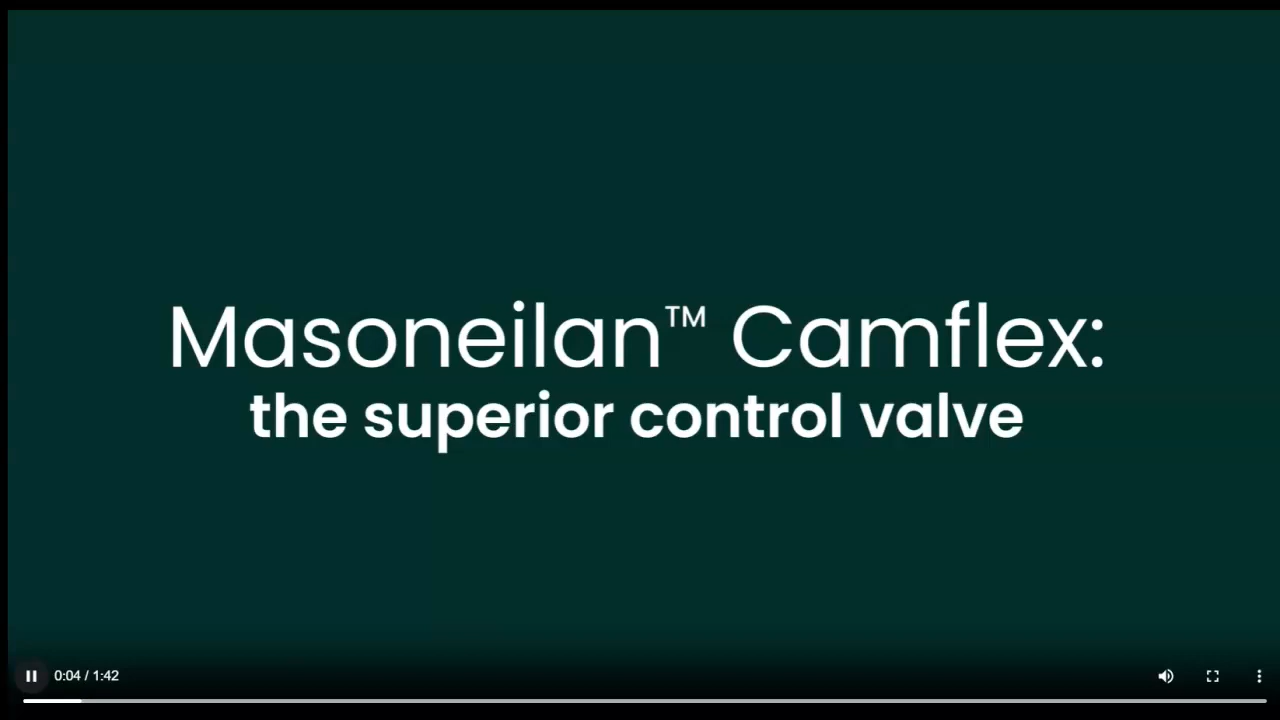 Masoneilan™ Camflex:
the superior control valve
0:04 / 1:42